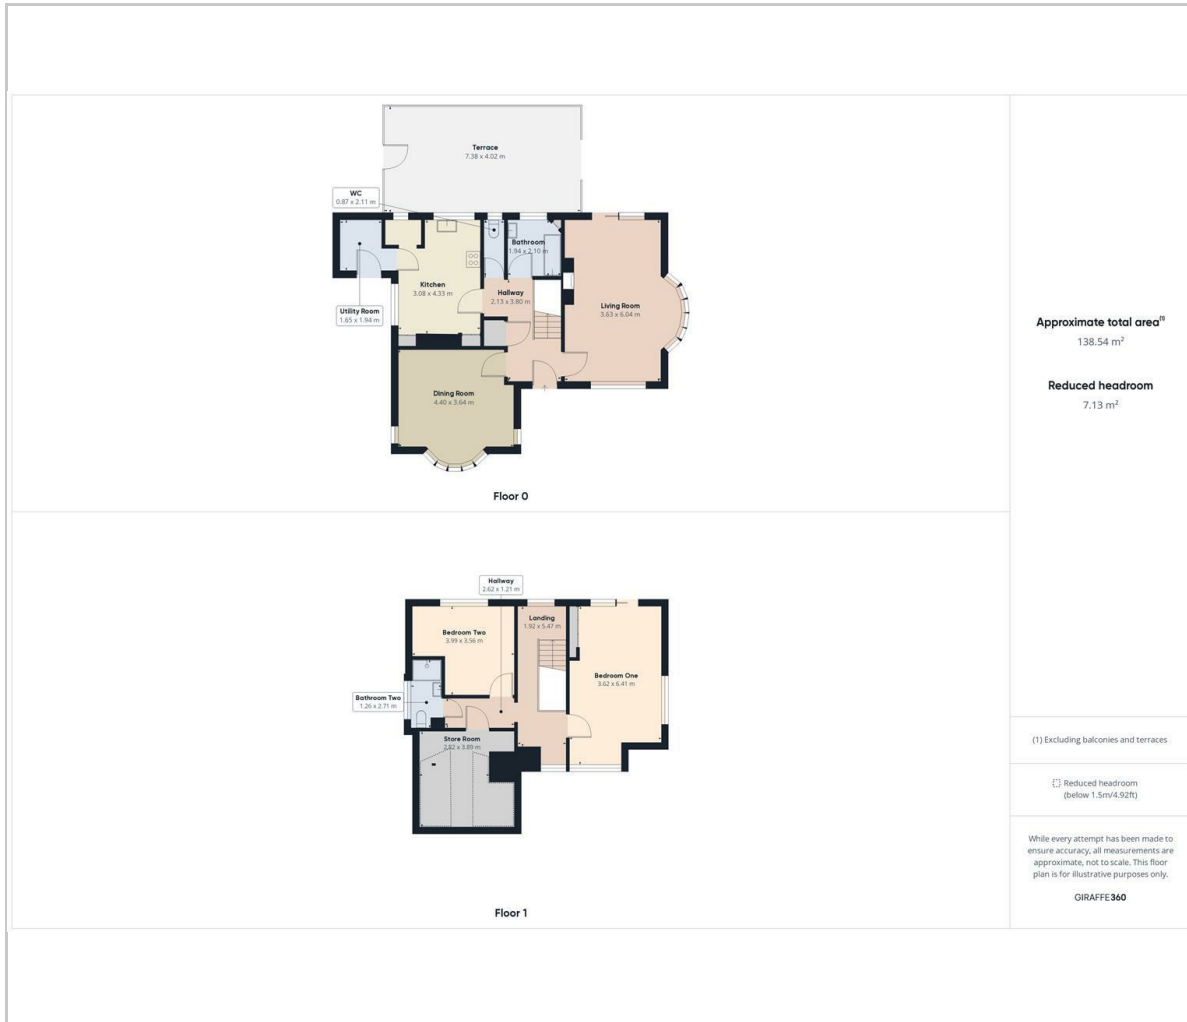 Terrace
7.38 x 4.02 m
WC
0.87 x 2.11 m
Bathroom
1.94 x 2.10 m
Kitchen
3.08 x 4.33 m
Hallway
2.13 x 3.80 m
Living Room
3.63 x 6.04 m
Utility Room
1.65 x 1.94 m
Dining Room
4.40 x 3.64 m
Floor 0
Hallway
2.62 x 1.21 m
Landing
1.92 x 5.47 m
Bedroom Two
3.99 x 3.56 m
Bedroom One
3.62 x 6.41 m
Bathroom Two
1.26 x 2.71 m
Store Room
2.82 x 3.89 m
Floor 1
Approximate total area(1)
138.54 m²
Reduced headroom
7.13 m²
(1) Excluding balconies and terraces
Reduced headroom
(below 1.5m/4.92ft)
While every attempt has been made to
ensure accuracy, all measurements are
approximate, not to scale. This floor
plan is for illustrative purposes only.
GIRAFFE360